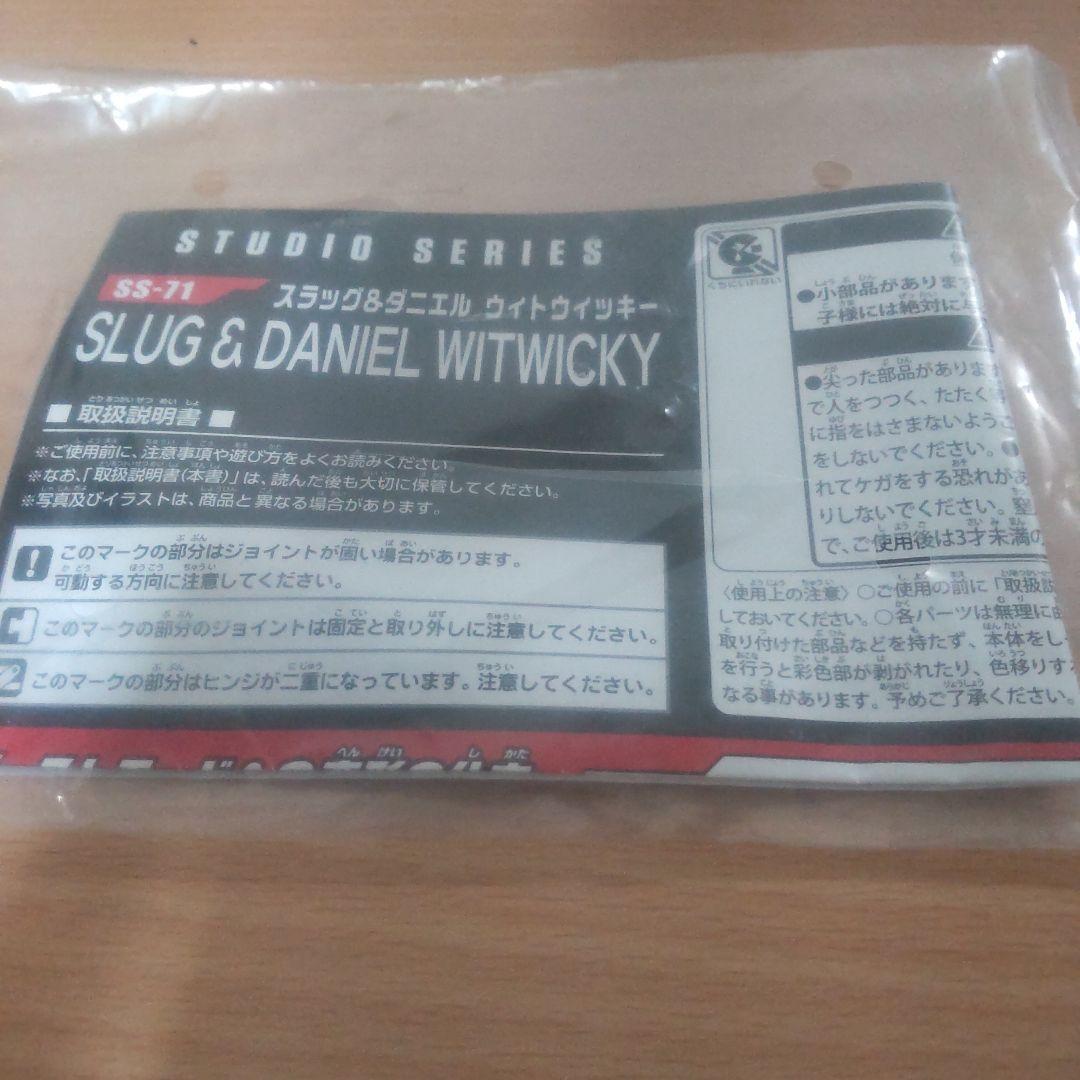 STUDIO SERIES
SS-71
スラッグ&ダニエル ウイトウィッキー
SLUG & DANIEL WITWICKY
■ 取扱説明書 ■
※ご使用前に、注意事項や遊び方をよくお読みください。
※なお、「取扱説明書(本書)」は、読んだ後も大切に保管してください。
※写真及びイラストは、商品と異なる場合があります。
このマークの部分はジョイントが固い場合があります。
可動する方向に注意してください。
このマークの部分のジョイントは固定と取り外しに注意してください。
×2
このマークの部分はヒンジが二重になっています。注意してください。
くちにいれない
●小部品がありま
子様には絶対に
●尖った部品がありま
で人をつつく、たたく
に指をはさまないよう
をしないでください。
れてケガをする恐れが
りしないでください。
で、ご使用後は3才未満の
〈使用上の注意〉○ご使用の前に「取扱説
しておいてください。○各パーツは無理に
取り付けた部品などを持たず、本体をし
を行うと彩色部が剥がれたり、色移りす
なる事があります。予めご了承ください。